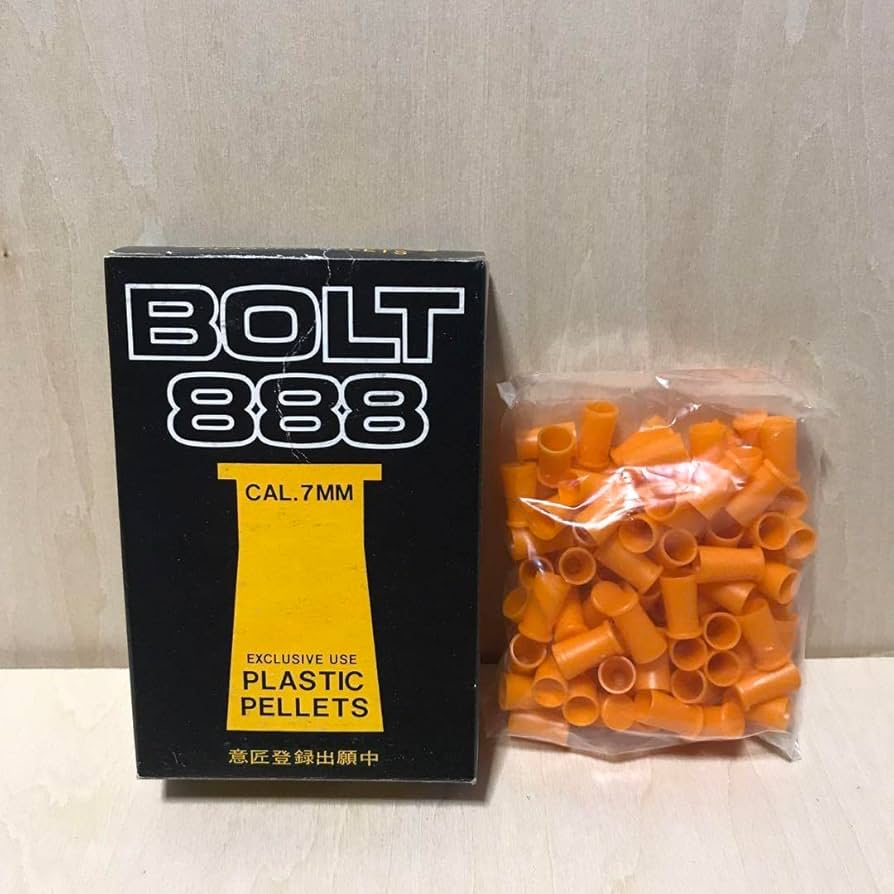 BOLT
888
CAL.7MM
EXCLUSIVE USE
PLASTIC
PELLETS
意匠登録出願中